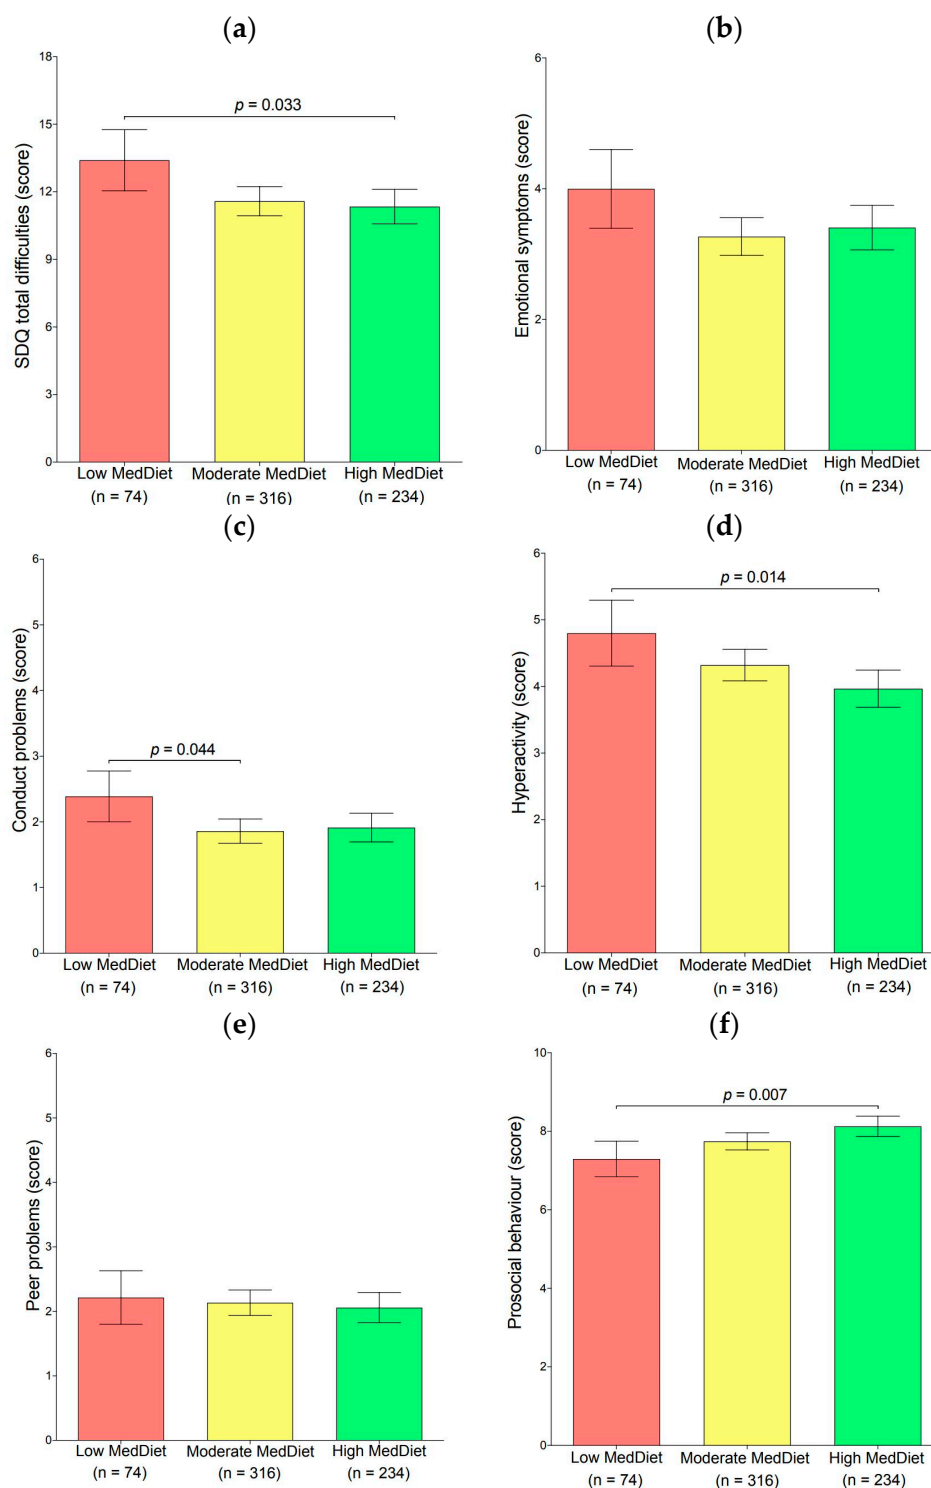 (a)
SDQ total difficulties (score)
18
15
12
9
6
3
0
p = 0.033
Low MedDiet Moderate MedDiet High MedDiet
(n = 74) (n = 316) (n = 234)
(b)
Emotional symptoms (score)
6
4
2
0
Low MedDiet Moderate MedDiet High MedDiet
(n = 74) (n = 316) (n = 234)
(c)
Conduct problems (score)
6
5
4
3
2
1
0
p = 0.044
Low MedDiet Moderate MedDiet High MedDiet
(n = 74) (n = 316) (n = 234)
(d)
Hyperactivity (score)
6
5
4
3
2
1
0
p = 0.014
Low MedDiet Moderate MedDiet High MedDiet
(n = 74) (n = 316) (n = 234)
(e)
Peer problems (score)
6
5
4
3
2
1
0
Low MedDiet Moderate MedDiet High MedDiet
(n = 74) (n = 316) (n = 234)
(f)
Prosocial behaviour (score)
10
8
6
4
2
0
p = 0.007
Low MedDiet Moderate MedDiet High MedDiet
(n = 74) (n = 316) (n = 234)